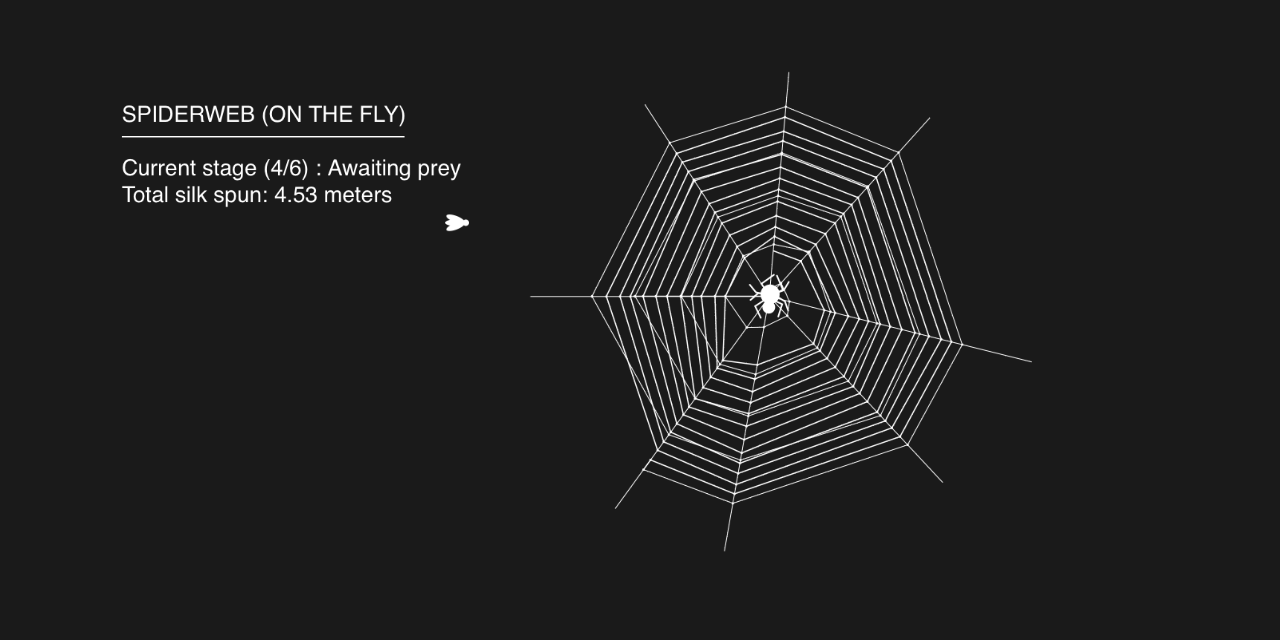 SPIDERWEB (ON THE FLY)
Current stage (4/6) : Awaiting prey
Total silk spun: 4.53 meters